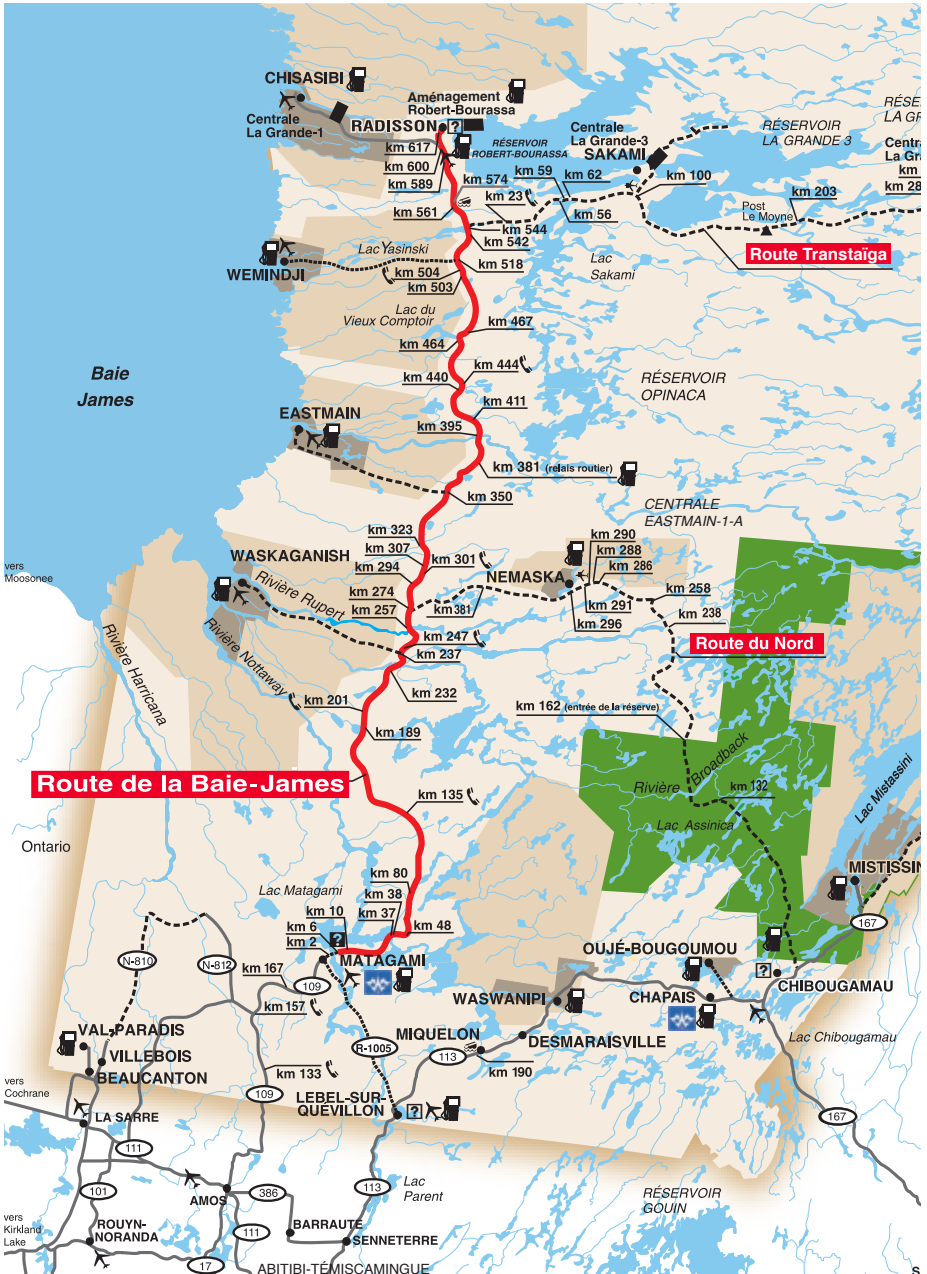 CHISASIBI
Aménagement
Robert-Bourassa
Centrale
La Grande-1
RADISSON
?
RÉSERVOIR
ROBERT-BOURASSA
Centrale
La Grande-3
SAKAMI
RÉSERVOIR
LA GRANDE 3
km 617
km 600
km 589
km 574
km 561
km 23
km 59
km 62
km 56
km 100
km 203
Post
Le Moyne
km 544
km 542
km 518
Route Transtaïga
Lac Yasinski
WEMINDJI
km 504
km 503
Lac
Sakami
Lac du
Vieux Comptoir
km 467
km 464
km 444
km 440
km 411
km 395
RÉSERVOIR
OPINACA
Baie
James
EASTMAIN
km 381 (relais routier)
km 350
CENTRALE
EASTMAIN-1-A
km 323
km 307
km 301
km 294
km 274
km 257
km 247
km 237
km 232
WASKAGANISH
Rivière Rupert
vers
Moosonee
NEMASKA
km 290
km 288
km 286
km 291
km 296
km 381
km 258
km 238
Route du Nord
Rivière Harricana
Rivière Nottaway
km 201
km 189
km 162 (entrée de la réserve)
Route de la Baie-James
Rivière
Broadback
km 132
Lac Assinica
Lac Mistassini
km 135
Ontario
km 80
km 38
km 37
km 48
Lac Matagami
km 10
km 6
km 2
?
MATAGAMI
MISTISSIN
167
N-810
N-812
km 167
109
km 157
OUJÉ-BOUGOUMOU
?
CHIBOUGAMAU
CHAPAIS
WASWANIPI
Lac Chibougamau
VAL-PARADIS
VILLEBOIS
BEAUCANTON
R-1005
MIQUELON
DESMARAISVILLE
113
km 190
km 133
109
vers
Cochrane
LEBEL-SUR-
QUÉVILLON
?
LA SARRE
167
111
101
AMOS
386
113
Lac
Parent
RÉSERVOIR
GOUIN
vers
Kirkland
Lake
ROUYN-
NORANDA
111
BARRAUTE
SENNETERRE
17
ABITIBI-TÉMISCAMINGUE